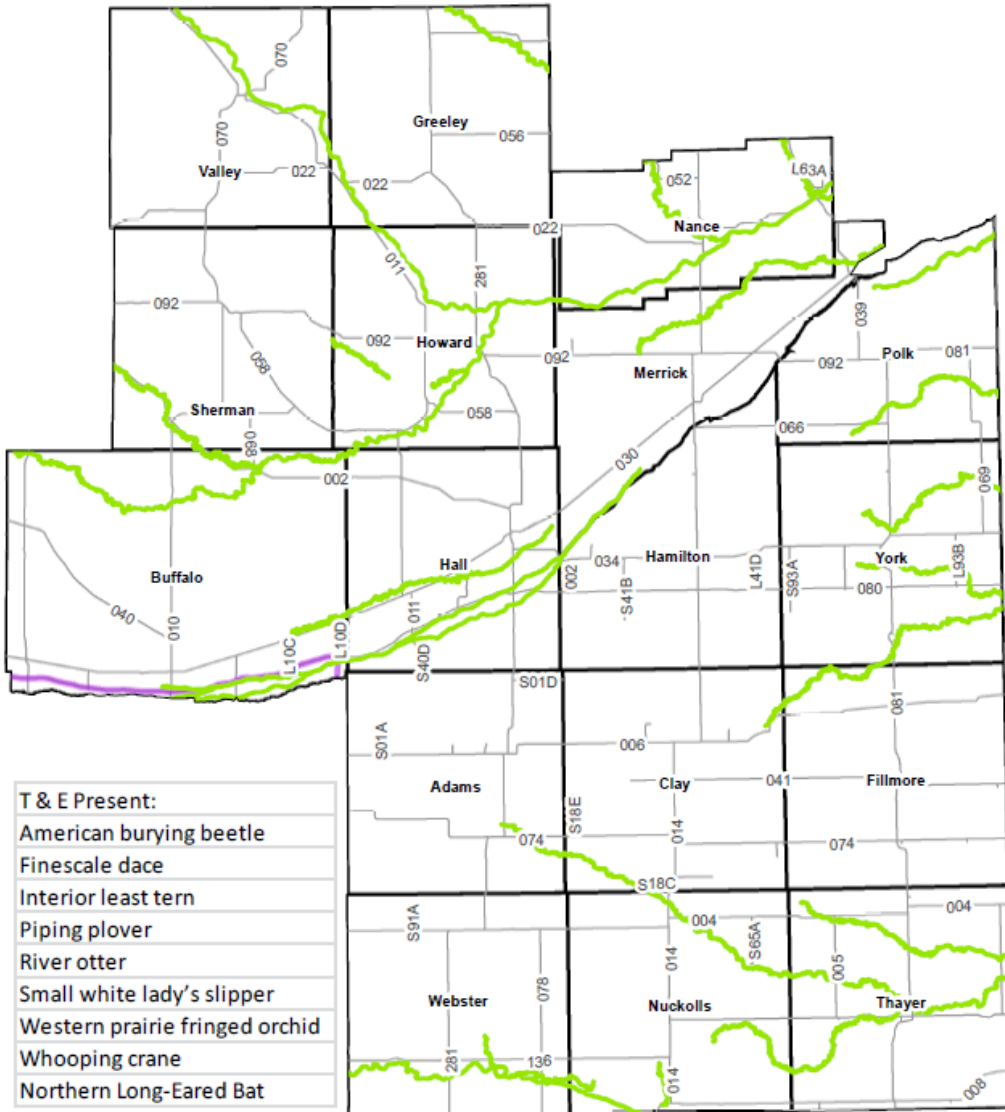 070
Greeley
070
056
Valley
022
022
052
L63A
Nance
022
011
281
092
039
092
Howard
092
092
Polk
081
058
Merrick
Sherman
058
068
066
030
002
069
Buffalo
Hall
034
Hamilton
L41D
S93A
York
L93B
002
S41B
080
040
010
011
L10C
L10D
S40D
S01D
081
S01A
006
Adams
Clay
041
Fillmore
S18E
014
074
074
S18C
S91A
004
004
S65A
014
005
078
Webster
Nuckolls
Thayer
281
136
014
008
T & E Present:
American burying beetle
Finescale dace
Interior least tern
Piping plover
River otter
Small white lady's slipper
Western prairie fringed orchid
Whooping crane
Northern Long-Eared Bat